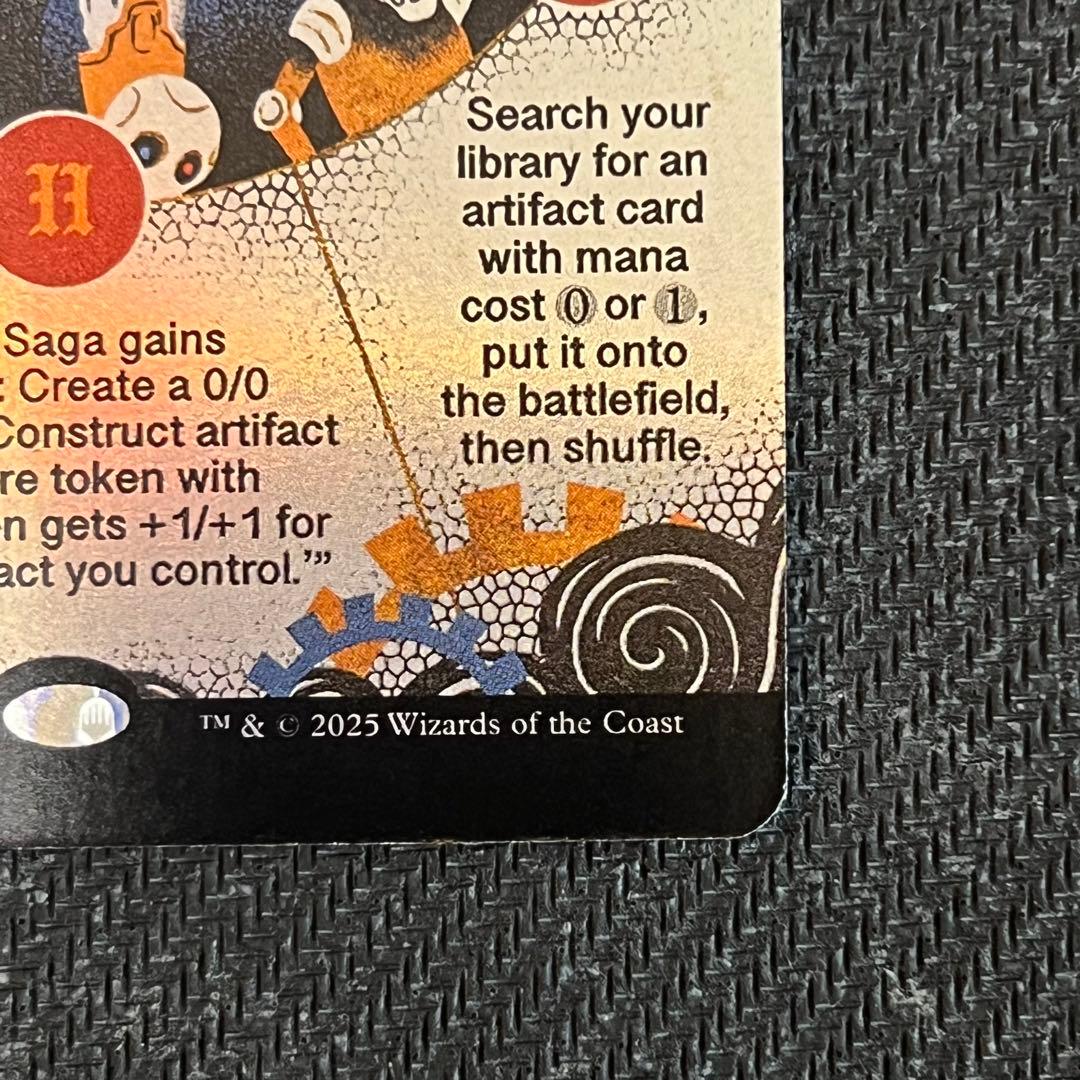 II
Saga gains
: Create a 0/0
Construct artifact
re token with
n gets +1/+1 for
act you control.’”
Search your
library for an
artifact card
with mana
cost 0 or 1,
put it onto
the battlefield,
then shuffle.
™ & © 2025 Wizards of the Coast